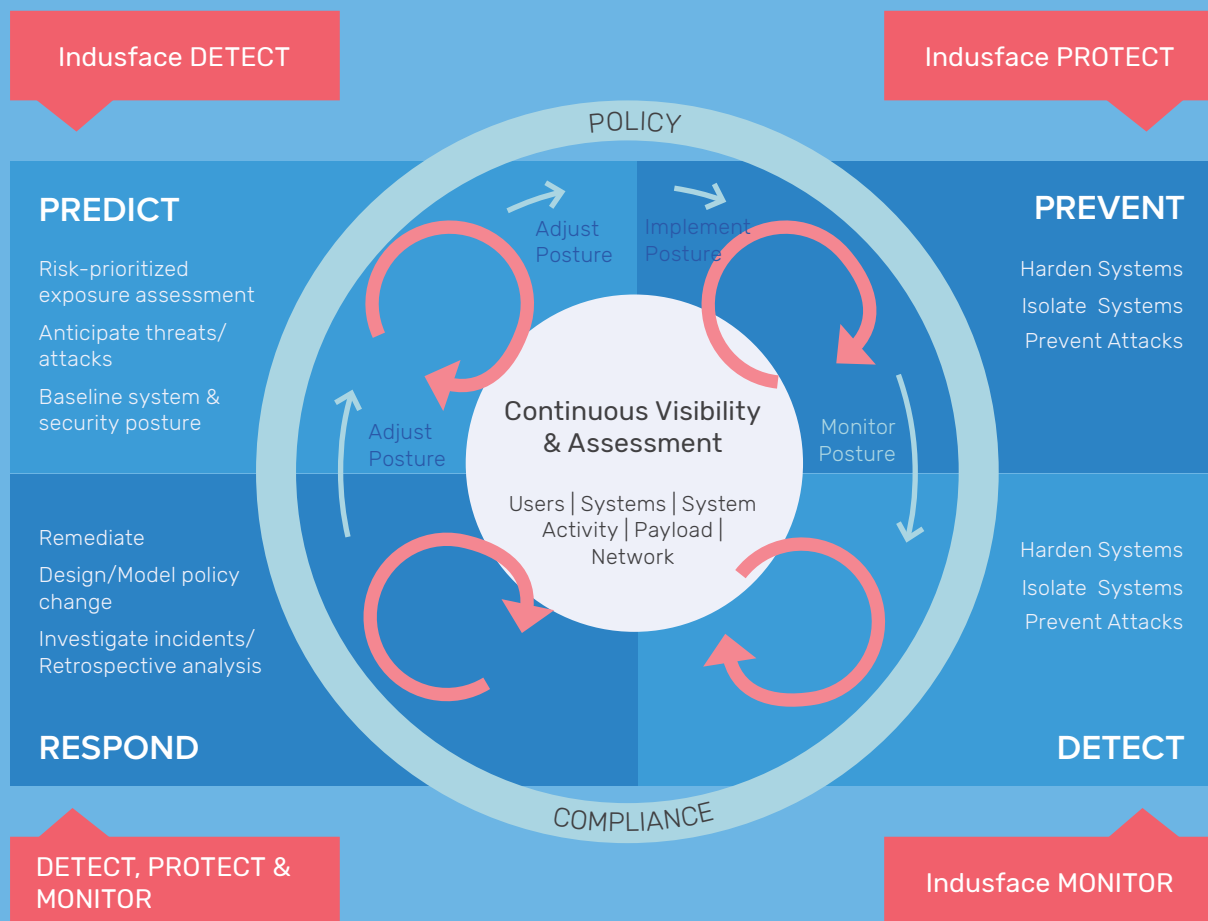 Indusface DETECT
Indusface PROTECT
POLICY
PREDICT
Risk-prioritized
exposure assessment
Anticipate threats/
attacks
Baseline system &
security posture
Adjust
Posture
Implement
Posture
PREVENT
Harden Systems
Isolate Systems
Prevent Attacks
Adjust
Posture
Continuous Visibility
& Assessment
Users | Systems | System
Activity | Payload |
Network
Monitor
Posture
Remediate
Design/Model policy
change
Investigate incidents/
Retrospective analysis
RESPOND
Harden Systems
Isolate Systems
Prevent Attacks
DETECT
COMPLIANCE
DETECT, PROTECT &
MONITOR
Indusface MONITOR